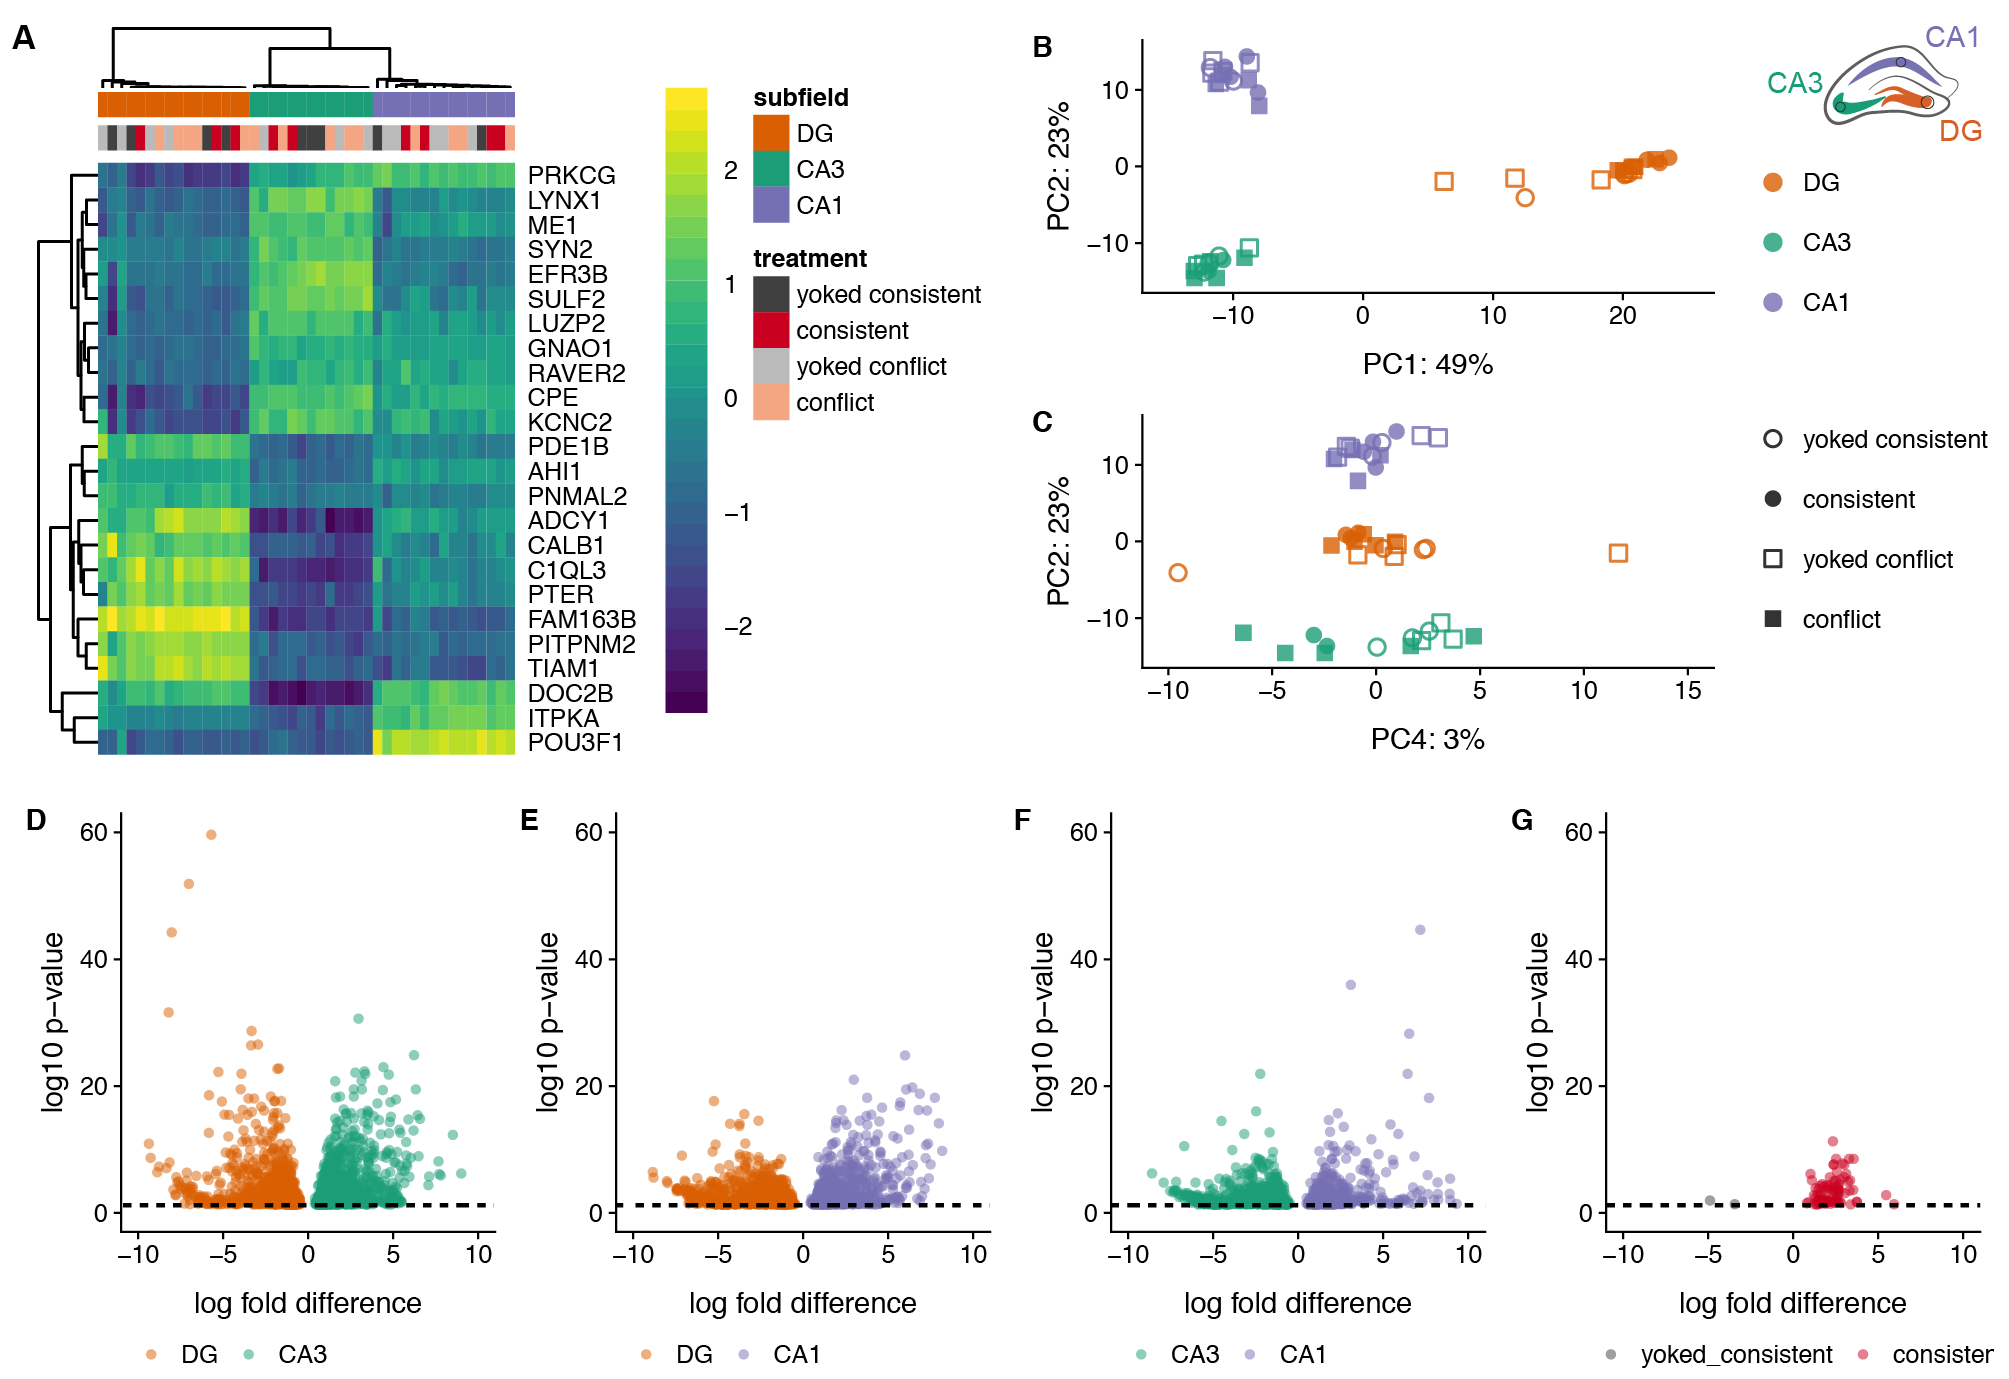 A
subfield
DG
CA3
CA1
treatment
yoked consistent
consistent
yoked conflict
conflict
2
1
0
−1
−2
PRKCG
LYNX1
ME1
SYN2
EFR3B
SULF2
LUZP2
GNAO1
RAVER2
CPE
KCNC2
PDE1B
AHI1
PNMAL2
ADCY1
CALB1
C1QL3
PTER
FAM163B
PITPNM2
TIAM1
DOC2B
ITPKA
POU3F1
B
PC2: 23%
10
0
−10
−10 0 10 20
PC1: 49%
CA1
CA3
DG
DG
CA3
CA1
C
PC2: 23%
10
0
−10
−10 −5 0 5 10 15
PC4: 3%
yoked consistent
consistent
yoked conflict
conflict
D
log10 p−value
60
40
20
0
−10 −5 0 5 10
log fold difference
DG CA3
E
log10 p−value
60
40
20
0
−10 −5 0 5 10
log fold difference
DG CA1
F
log10 p−value
60
40
20
0
−10 −5 0 5 10
log fold difference
CA3 CA1
G
log10 p−value
60
40
20
0
−10 −5 0 5 10
log fold difference
yoked_consistent consisten